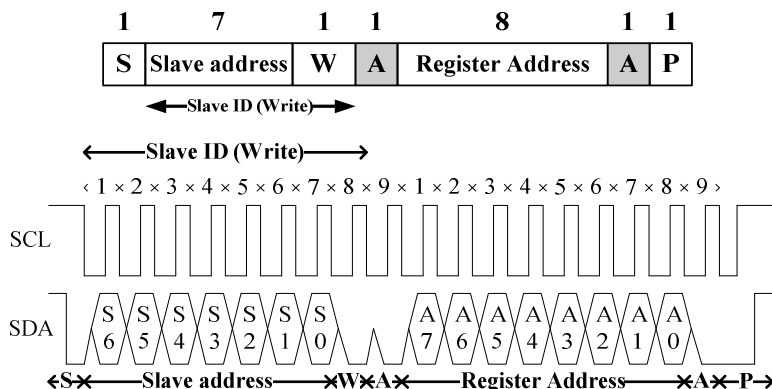 1 7 1 1 8 1 1
S Slave address W A Register Address A P
Slave ID (Write)
Slave ID (Write)
1 × 2 × 3 × 4 × 5 × 6 × 7 × 8 × 9 × 1 × 2 × 3 × 4 × 5 × 6 × 7 × 8 × 9
SCL
SDA S6 S5 S4 S3 S2 S1 S0 A7 A6 A5 A4 A3 A2 A1 A0
S Slave address W A Register Address A P